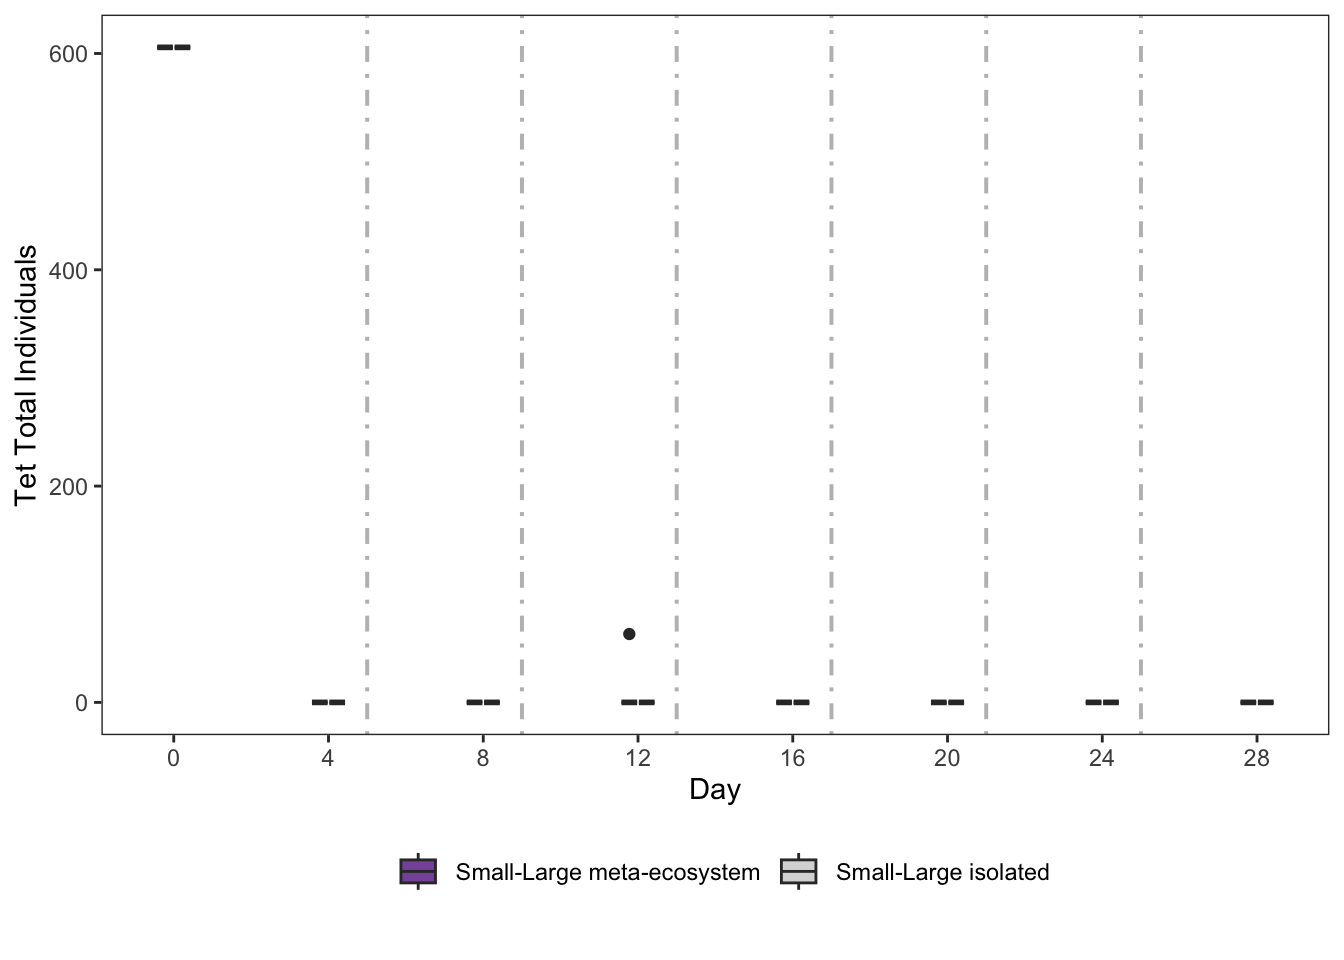 Tet Total Individuals
600
400
200
0
0 4 8 12 16 20 24 28
Day
Small-Large meta-ecosystem Small-Large isolated